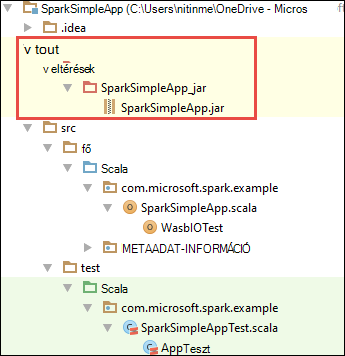 SparkSimpleApp (C:\Users\nitinme\OneDrive - Micros
.idea
v tout
v eltérések
SparkSimpleApp_jar
SparkSimpleApp.jar
src
fő
Scala
com.microsoft.spark.example
SparkSimpleApp.scala
WasbIOTest
METAADAT-INFORMÁCIÓ
test
Scala
com.microsoft.spark.example
SparkSimpleAppTest.scala
AppTeszt